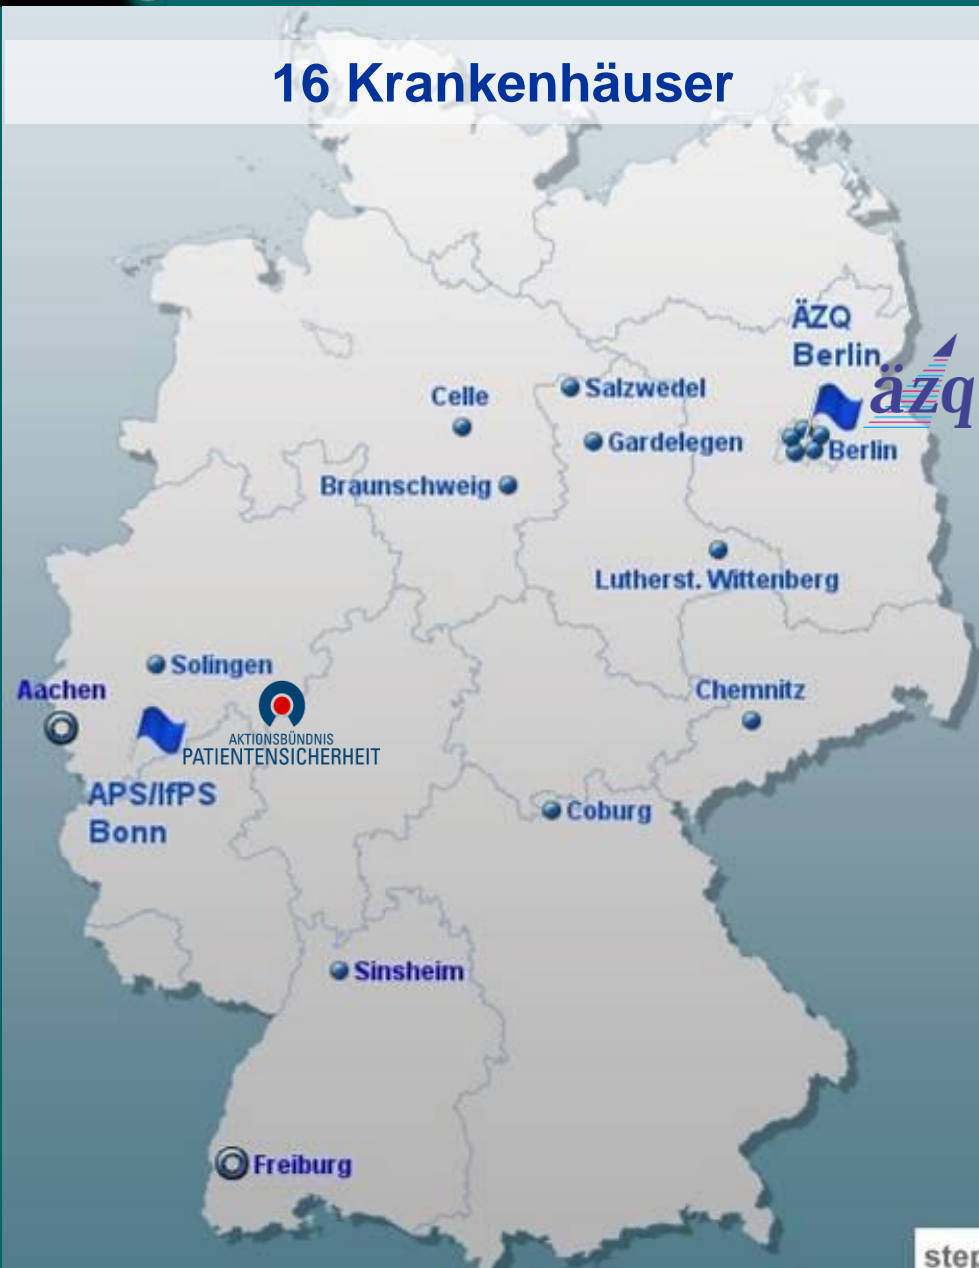 16 Krankenhäuser
ÄZQ
Berlin
äzq
Celle
Salzwedel
Gardelegen
Berlin
Braunschweig
Lutherst. Wittenberg
Solingen
Aachen
Chemnitz
AKTIONSBÜNDNIS
PATIENTENSICHERHEIT
APS/IfPS
Bonn
Coburg
Sinsheim
Freiburg